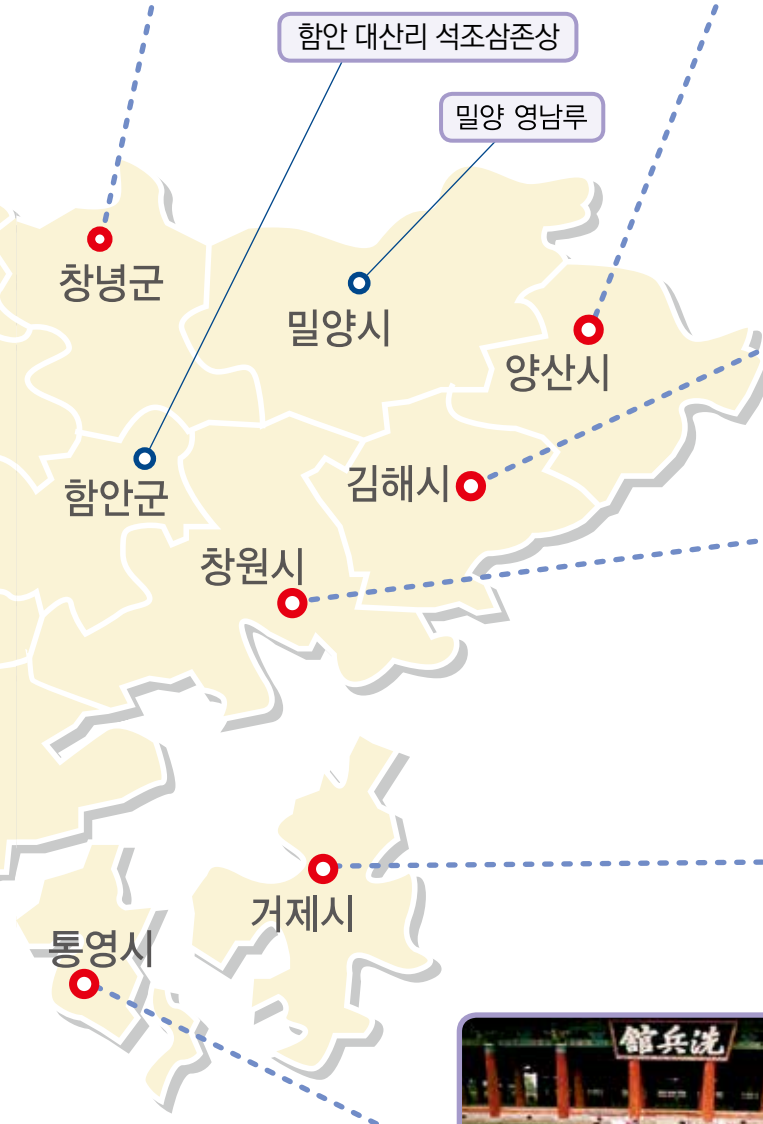 함안 대산리 석조삼존상
밀양 영남루
창녕군
밀양시
양산시
함안군
김해시
창원시
거제시
통영시
館兵洗